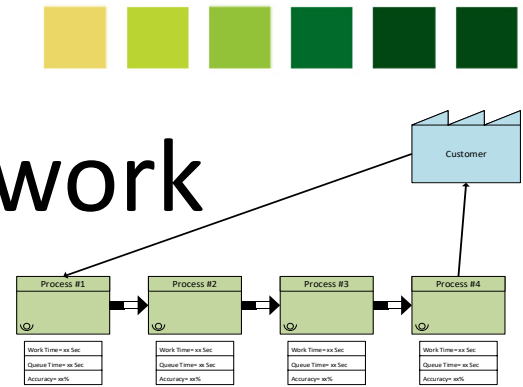 work
Customer
Process #1
Process #2
Process #3
Process #4
Work Time= xx Sec
Queue Time= xx Sec
Accuracy= xx%
Work Time= xx Sec
Queue Time= xx Sec
Accuracy= xx%
Work Time= xx Sec
Queue Time= xx Sec
Accuracy= xx%
Work Time= xx Sec
Queue Time= xx Sec
Accuracy= xx%